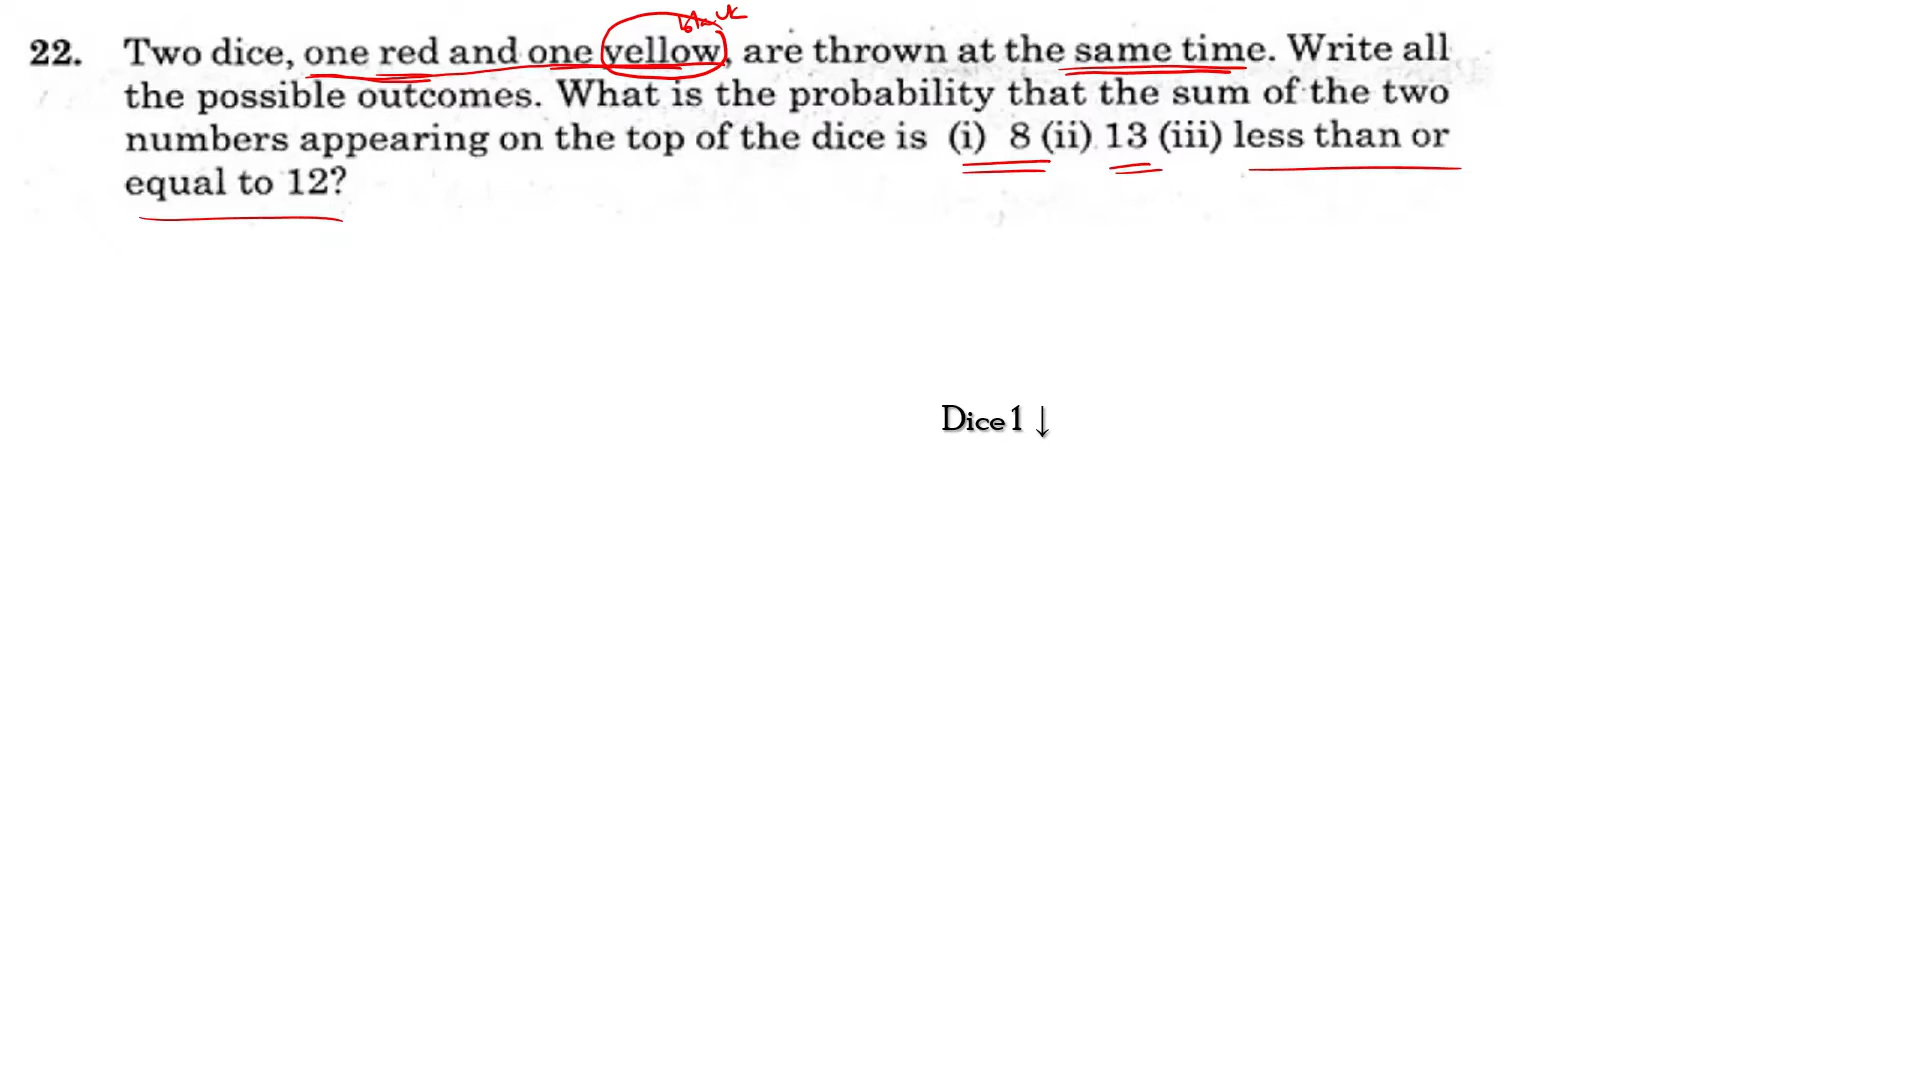 black
22. Two dice, one red and one yellow, are thrown at the same time. Write all
the possible outcomes. What is the probability that the sum of the two
numbers appearing on the top of the dice is (i) 8 (ii) 13 (iii) less than or
equal to 12?
Dice 1 ↓